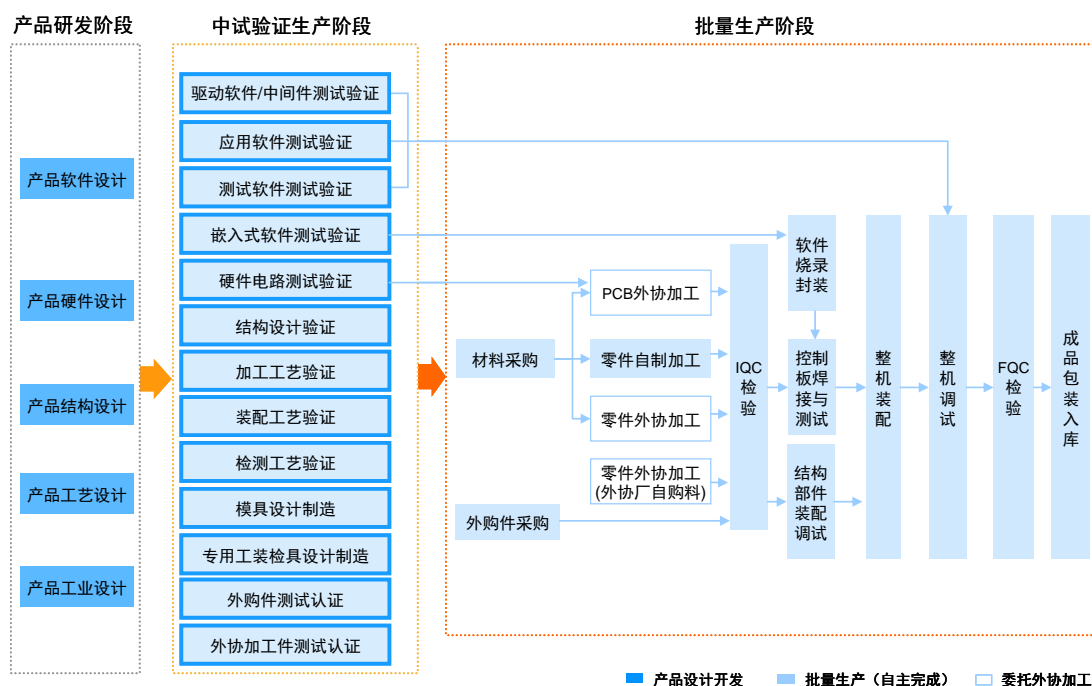 产品研发阶段
中试验证生产阶段
批量生产阶段
产品软件设计
产品硬件设计
产品结构设计
产品工艺设计
产品工业设计
驱动软件/中间件测试验证
应用软件测试验证
测试软件测试验证
嵌入式软件测试验证
硬件电路测试验证
结构设计验证
加工工艺验证
装配工艺验证
检测工艺验证
模具设计制造
专用工装检具设计制造
外购件测试认证
外协加工件测试认证
材料采购
外购件采购
PCB外协加工
零件自制加工
零件外协加工
零件外协加工
(外协厂自购料)
IQC
检
验
软件
烧录
封装
控制
板焊
接与
测试
结构
部件
装配
调试
整
机
装
配
整
机
调
试
FQC
检
验
成
品
包
装
入
库
产品设计开发
批量生产（自主完成）
委托外协加工